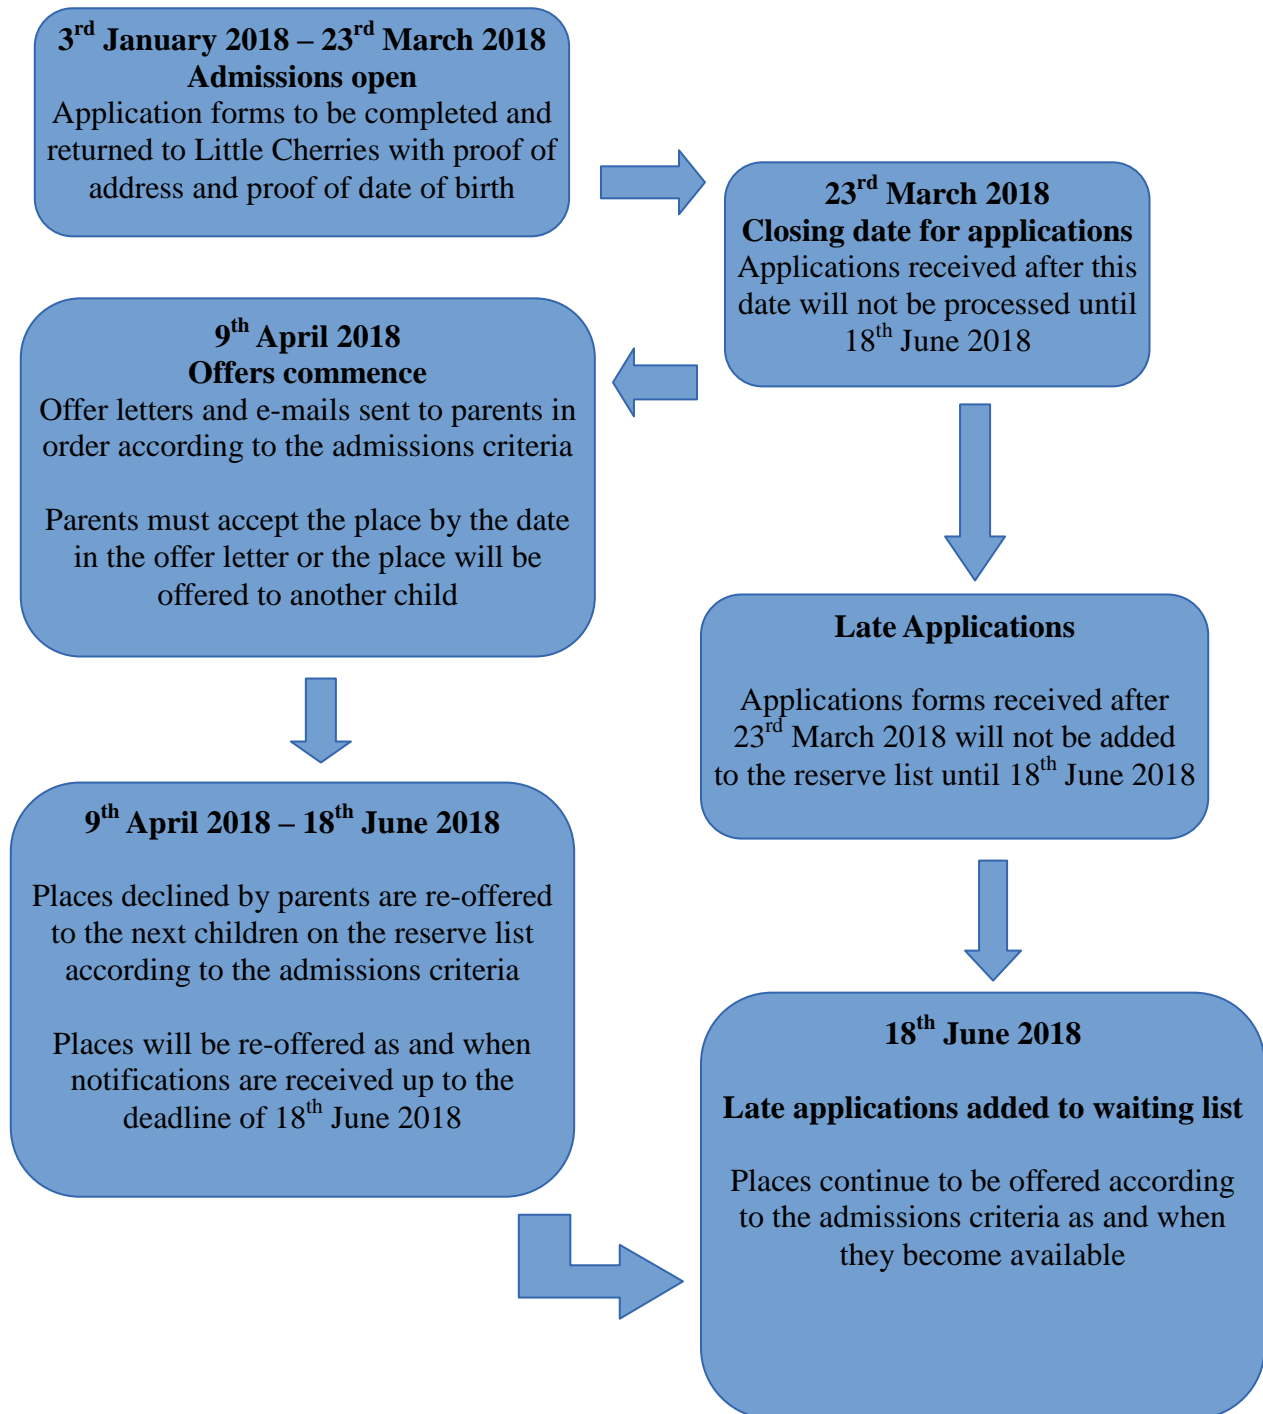 3rd January 2018 – 23rd March 2018
Admissions open
Application forms to be completed and
returned to Little Cherries with proof of
address and proof of date of birth
23rd March 2018
Closing date for applications
Applications received after this
date will not be processed until
18th June 2018
9th April 2018
Offers commence
Offer letters and e-mails sent to parents in
order according to the admissions criteria
Parents must accept the place by the date
in the offer letter or the place will be
offered to another child
Late Applications
Applications forms received after
23rd March 2018 will not be added
to the reserve list until 18th June 2018
9th April 2018 – 18th June 2018
Places declined by parents are re-offered
to the next children on the reserve list
according to the admissions criteria
Places will be re-offered as and when
notifications are received up to the
deadline of 18th June 2018
18th June 2018
Late applications added to waiting list
Places continue to be offered according
to the admissions criteria as and when
they become available